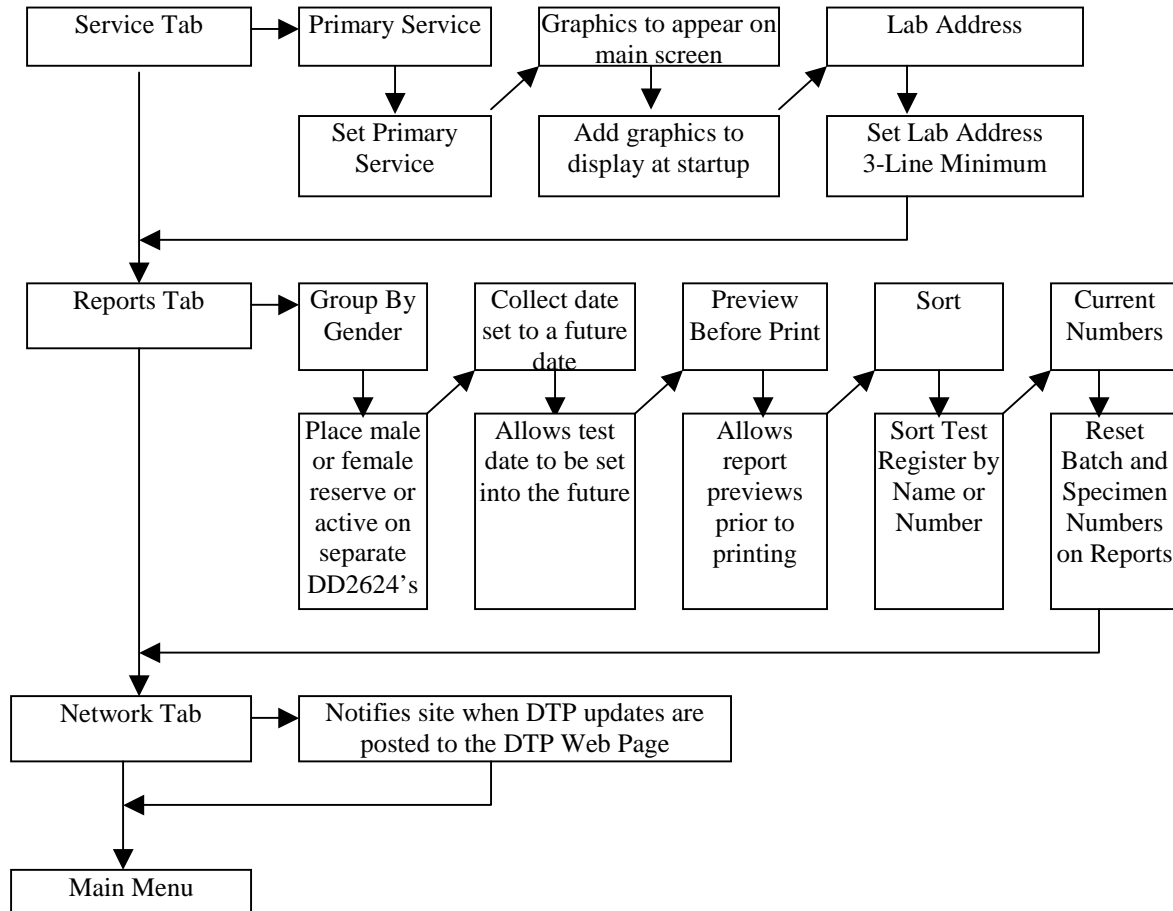 Service Tab
Primary Service
Graphics to appear on
main screen
Lab Address
Set Primary
Service
Add graphics to
display at startup
Set Lab Address
3-Line Minimum
Reports Tab
Group By
Gender
Collect date
set to a future
date
Preview
Before Print
Sort
Current
Numbers
Place male
or female
reserve or
active on
separate
DD2624’s
Allows test
date to be set
into the future
Allows
report
previews
prior to
printing
Sort Test
Register by
Name or
Number
Reset
Batch and
Specimen
Numbers
on Reports
Network Tab
Notifies site when DTP updates are
posted to the DTP Web Page
Main Menu